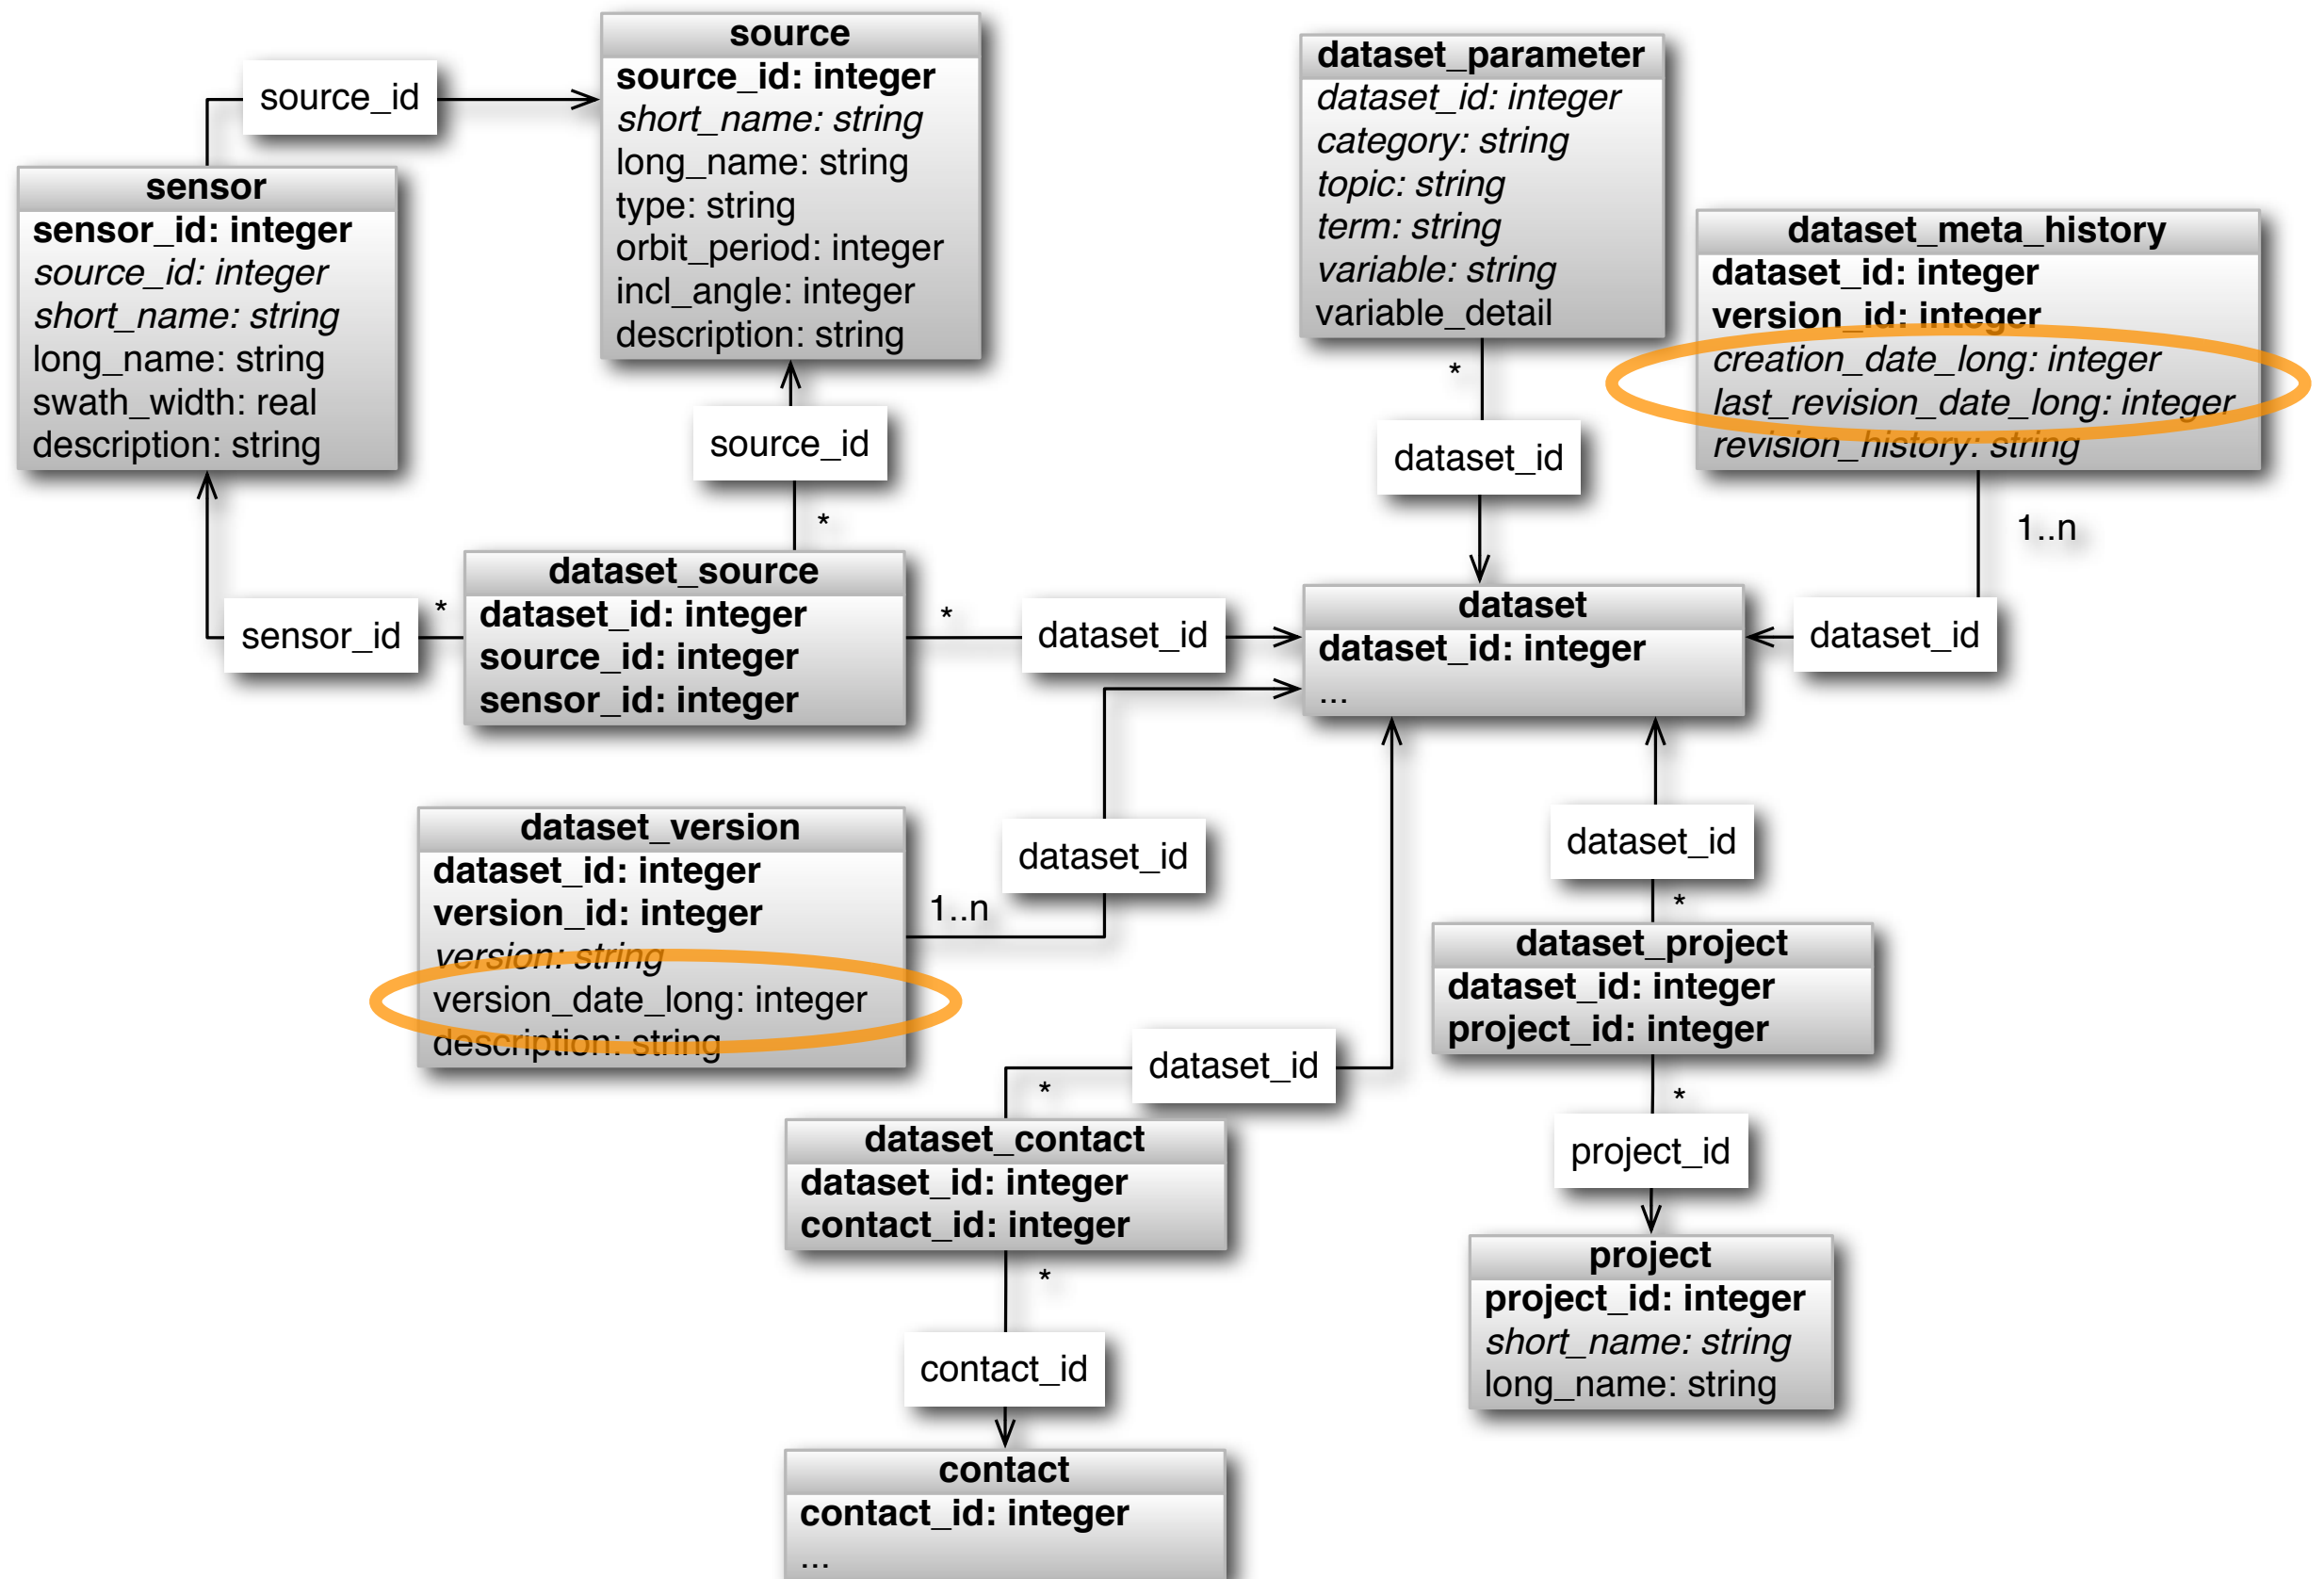 source
source_id: integer
short_name: string
long_name: string
type: string
orbit_period: integer
incl_angle: integer
description: string
source_id
sensor
sensor_id: integer
source_id: integer
short_name: string
long_name: string
swath_width: real
description: string
dataset_parameter
dataset_id: integer
category: string
topic: string
term: string
variable: string
variable_detail
*
dataset_id
dataset_meta_history
dataset_id: integer
version_id: integer
creation_date_long: integer
last_revision_date_long: integer
revision_history: string
1..n
dataset_id
source_id
*
dataset_source
dataset_id: integer
source_id: integer
sensor_id: integer
*
sensor_id
*
dataset_id
dataset
dataset_id: integer
...
dataset_version
dataset_id: integer
version_id: integer
version: string
version_date_long: integer
description: string
1..n
dataset_id
dataset_id
*
dataset_project
dataset_id: integer
project_id: integer
*
project_id
project
project_id: integer
short_name: string
long_name: string
dataset_id
*
dataset_contact
dataset_id: integer
contact_id: integer
*
contact_id
contact
contact_id: integer
...